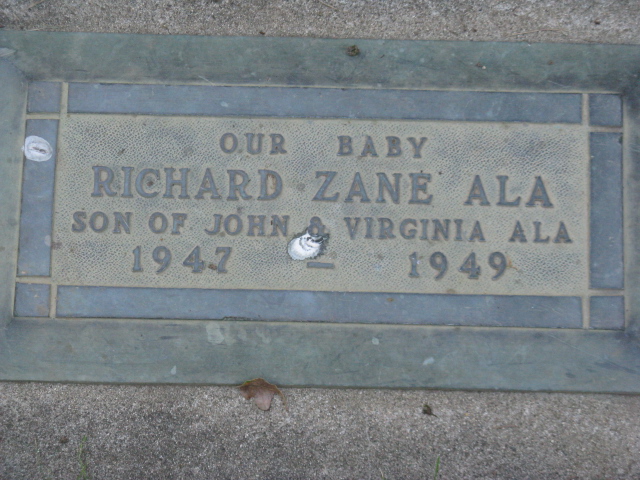 OUR BABY
RICHARD ZANE ALA
SON OF JOHN & VIRGINIA ALA
1947 – 1949